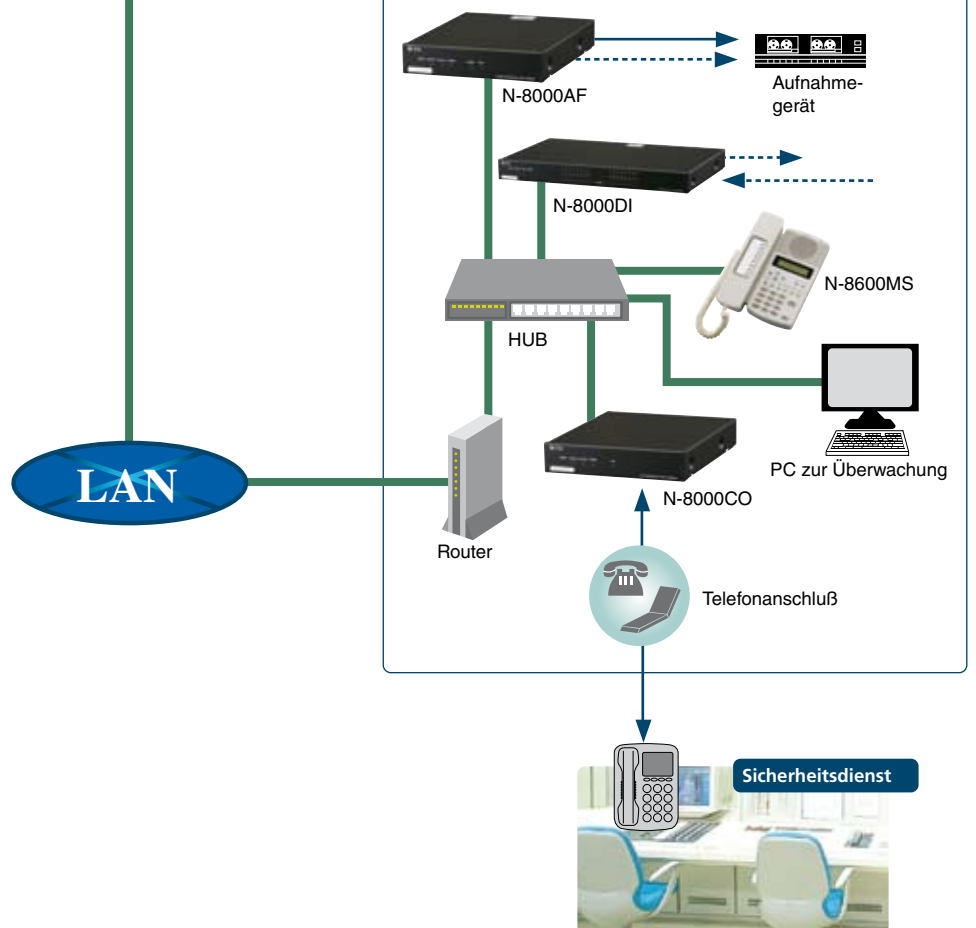 N-8000AF
Aufnahme-
gerät
N-8000DI
N-8600MS
HUB
PC zur Überwachung
N-8000CO
LAN
Router
Telefonanschluß
Sicherheitsdienst